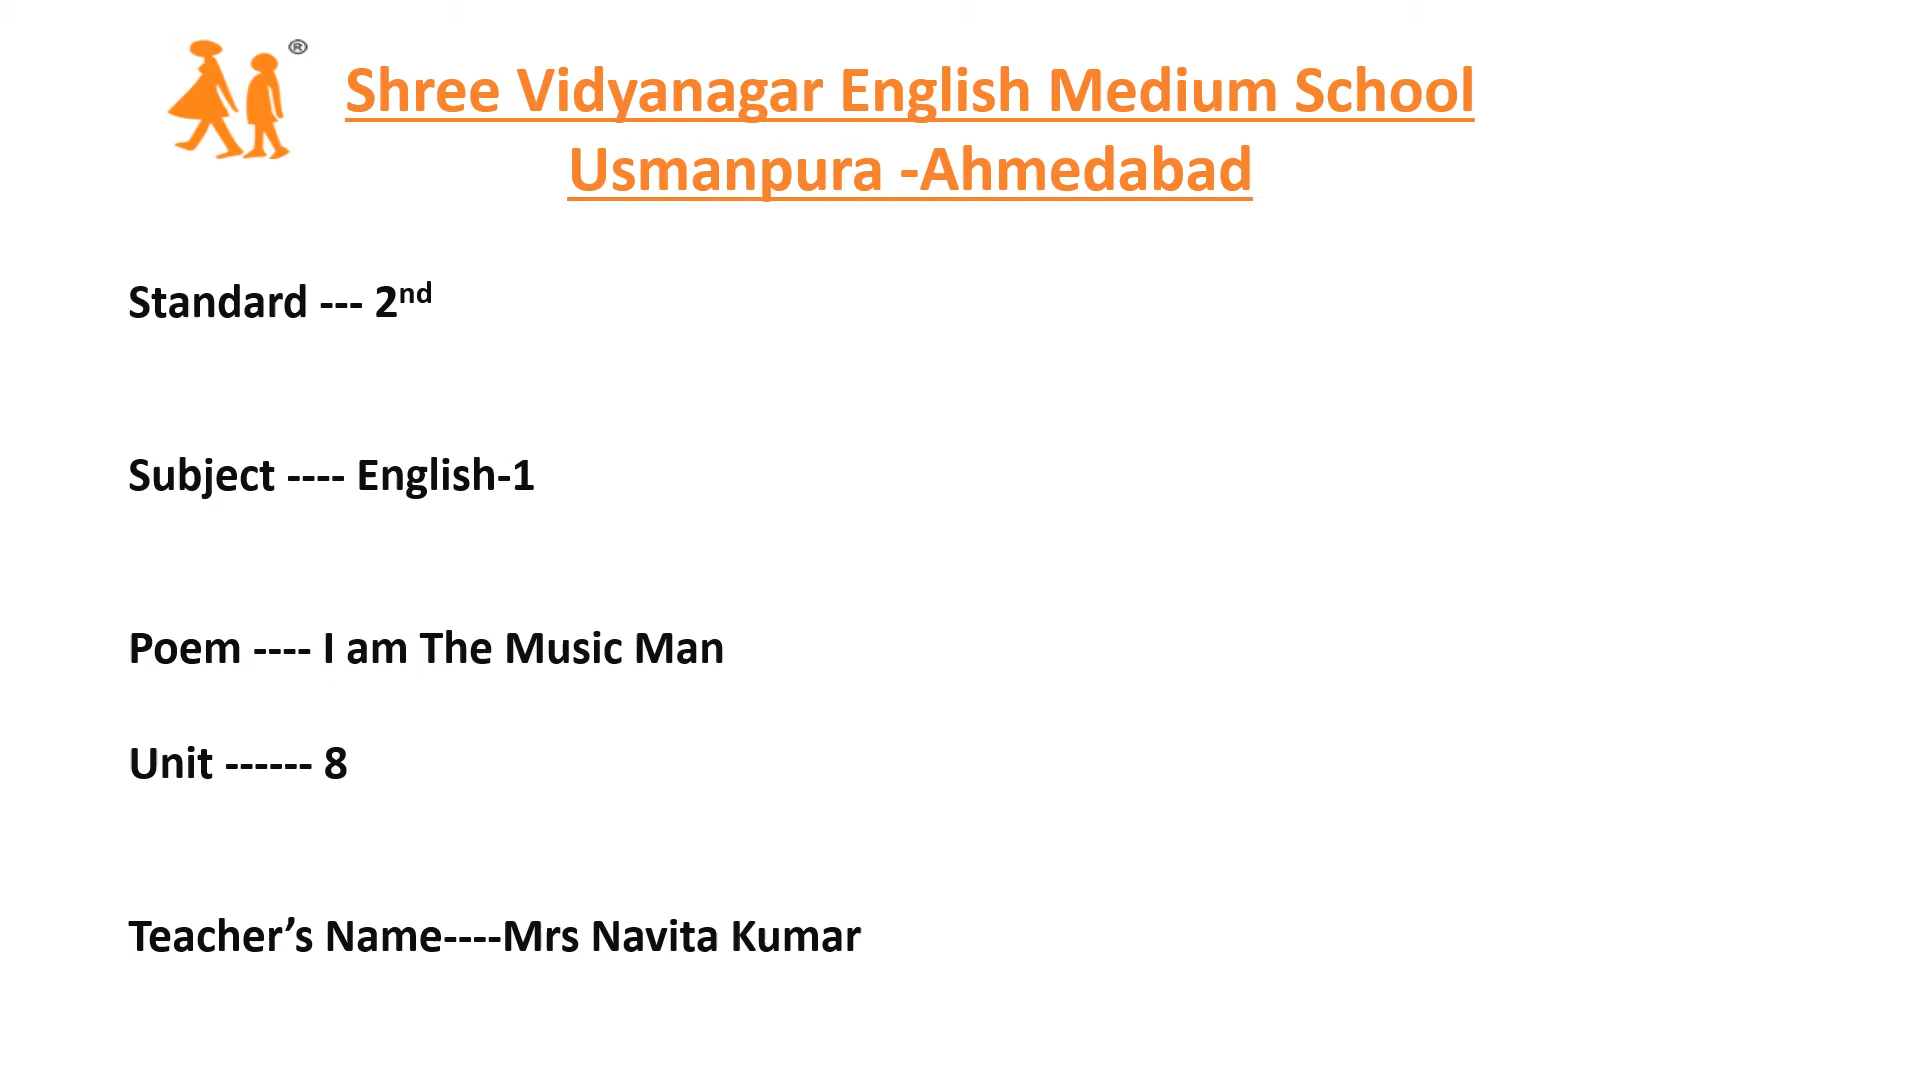 ®
Shree Vidyanagar English Medium School
Usmanpura -Ahmedabad
Standard --- 2nd
Subject ---- English-1
Poem ---- I am The Music Man
Unit ------ 8
Teacher’s Name----Mrs Navita Kumar